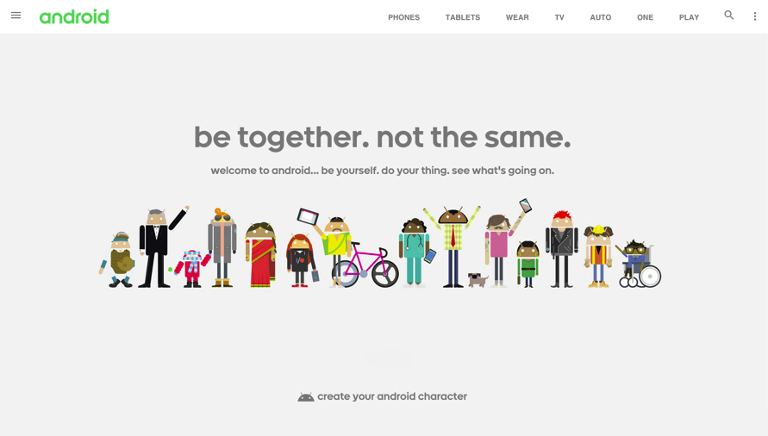 android
PHONES TABLETS WEAR TV AUTO ONE PLAY
be together. not the same.
welcome to android... be yourself. do your thing. see what's going on.
create your android character